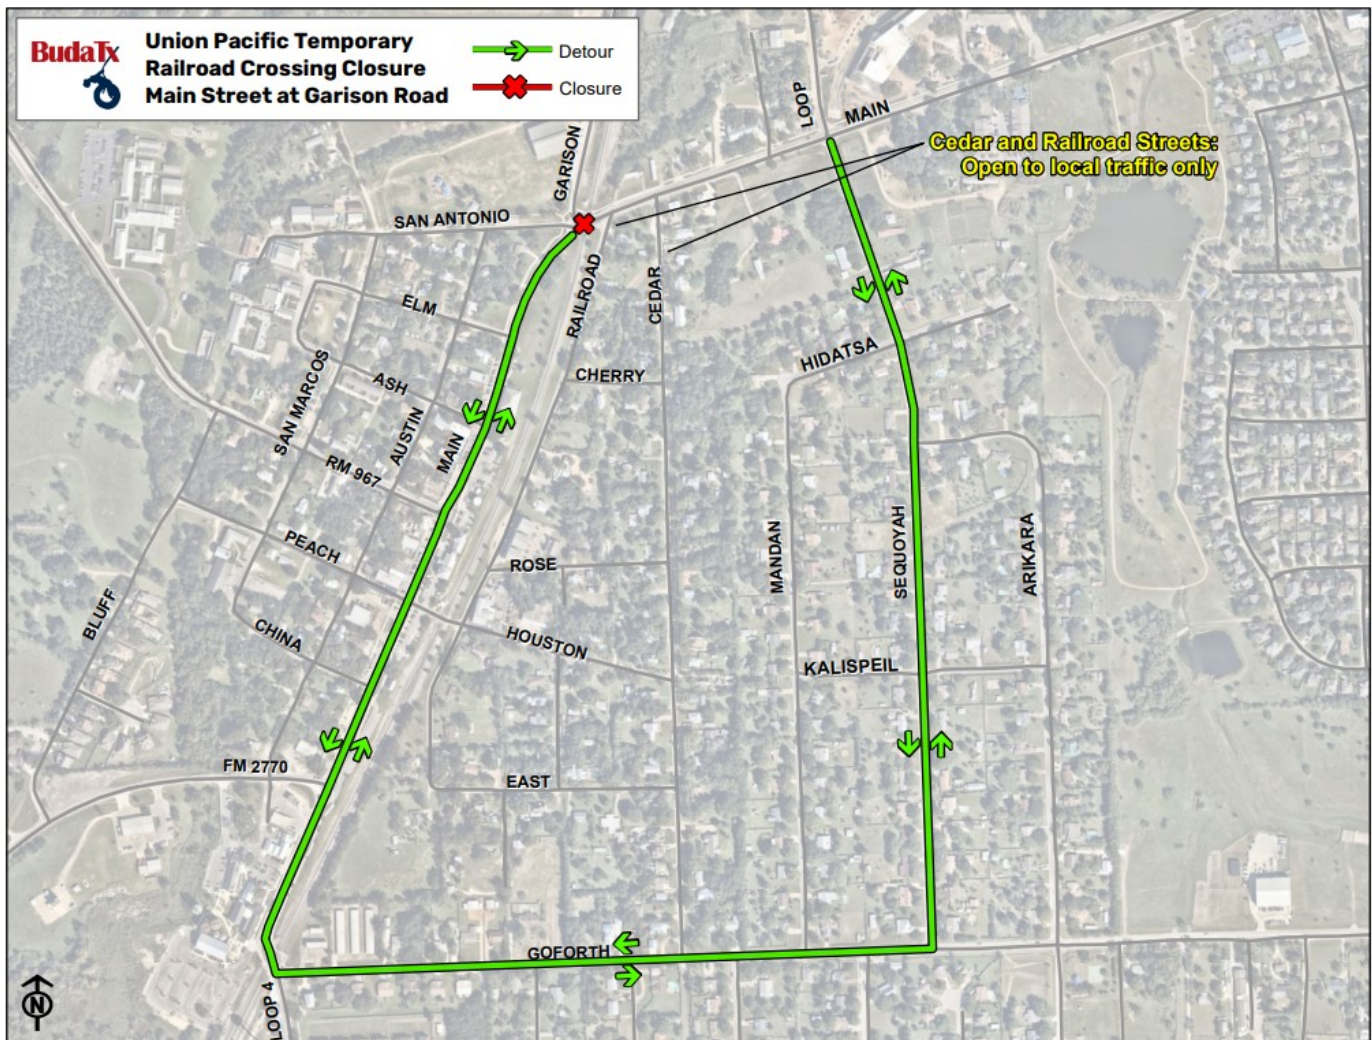 BudaTx
Union Pacific Temporary
Railroad Crossing Closure
Main Street at Garison Road
Detour
Closure
LOOP
MAIN
Cedar and Railroad Streets:
Open to local traffic only
GARISON
SAN ANTONIO
RAILROAD
CEDAR
ELM
HIDATSA
CHERRY
ASH
SAN MARCOS
AUSTIN
MAIN
RM 967
PEACH
ROSE
MANDAN
SEQUOYAH
ARIKARA
BLUFF
CHINA
HOUSTON
KALISPEIL
FM 2770
EAST
GOFORTH
LOOP 4
N